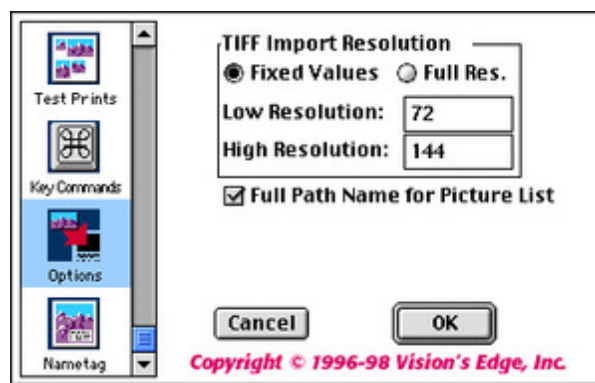 Test Prints
Key Commands
Options
Nametag
TIFF Import Resolution
Fixed Values Full Res.
Low Resolution: 72
High Resolution: 144
Full Path Name for Picture List
Cancel OK
Copyright © 1996-98 Vision's Edge, Inc.